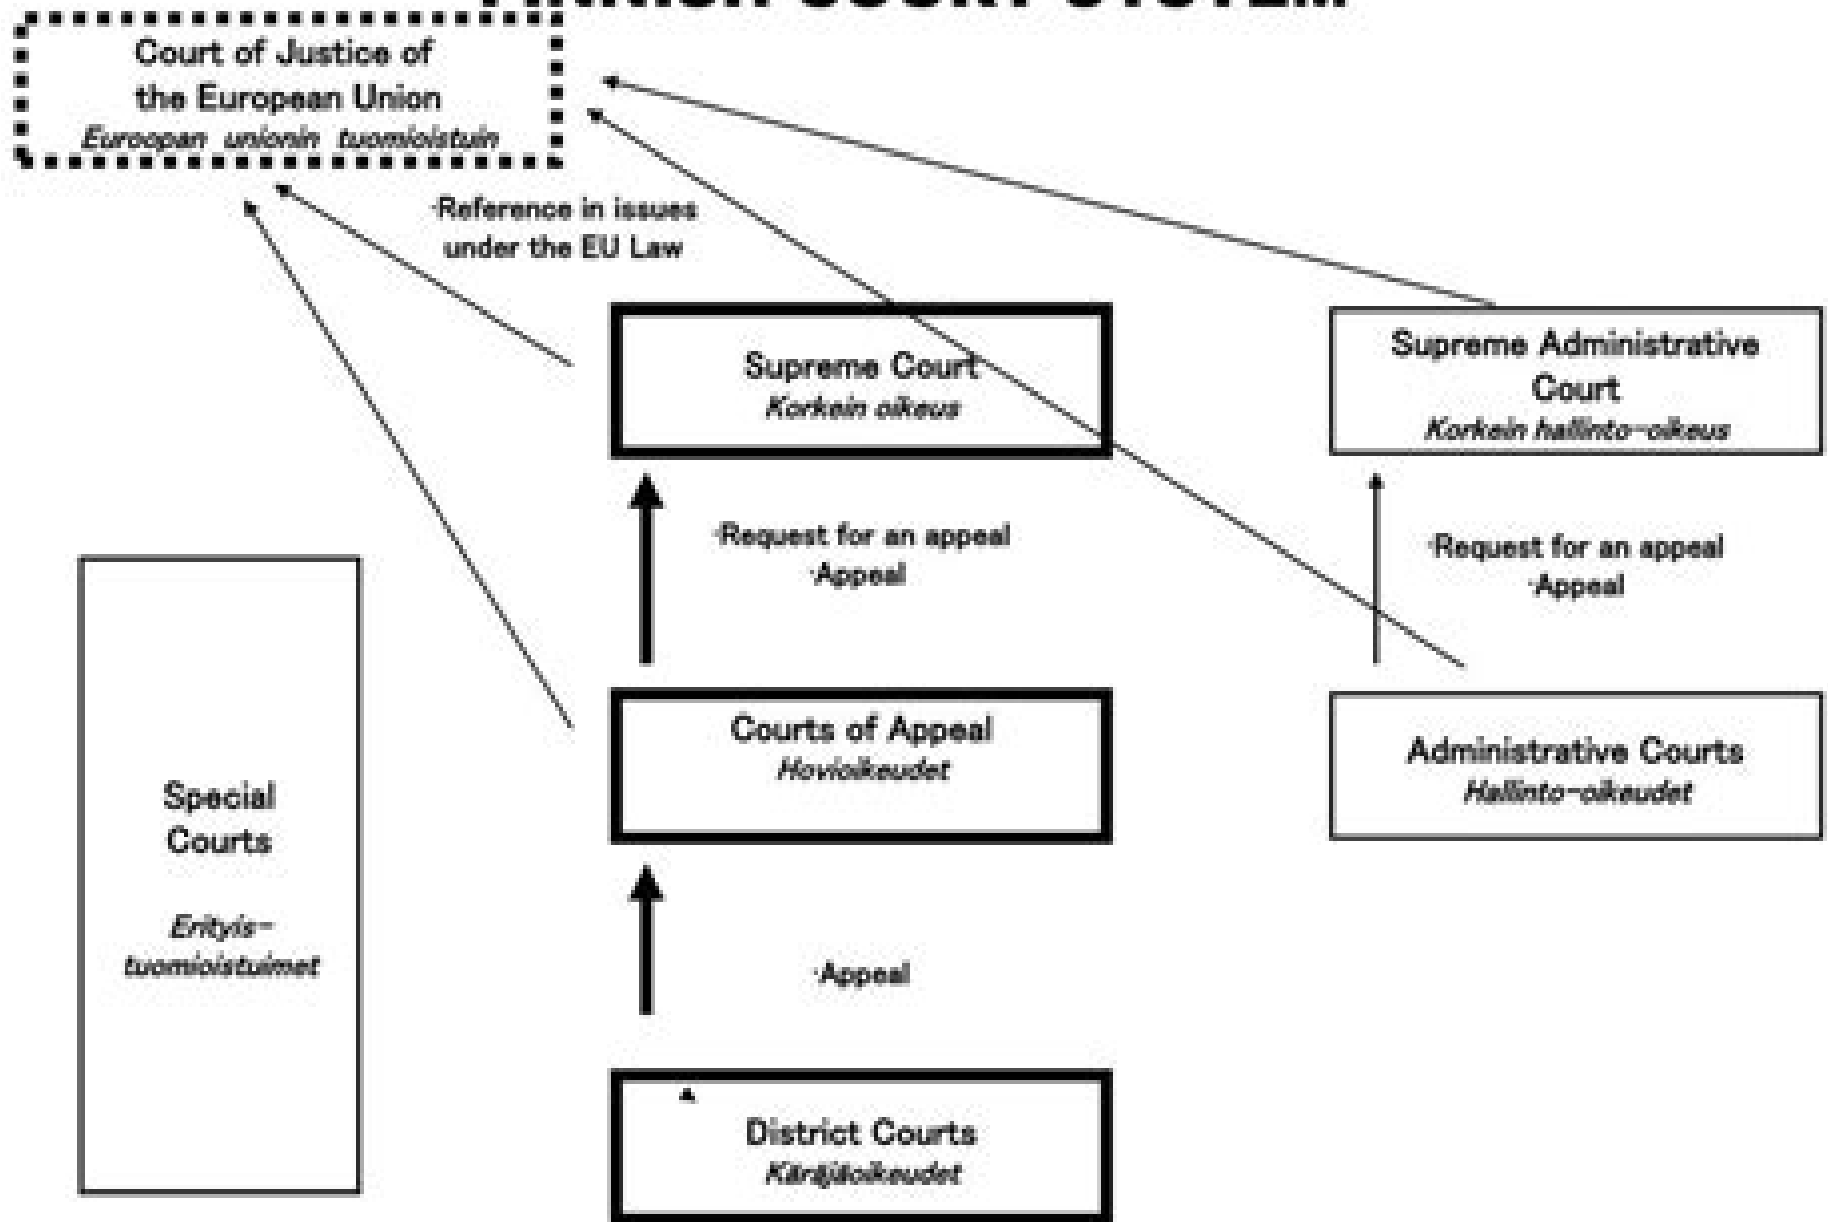 COURT SYSTEM
Court of Justice of
the European Union
Euroopan unionin tuomioistuin
·Reference in issues
under the EU Law
Supreme Court
Korkein oikeus
Supreme Administrative
Court
Korkein hallinto-oikeus
·Request for an appeal
·Appeal
·Request for an appeal
·Appeal
Special
Courts
Erityis-
tuomioistuimet
Courts of Appeal
Hovioikeudet
Administrative Courts
Hallinto-oikeudet
·Appeal
District Courts
Käräjäoikeudet